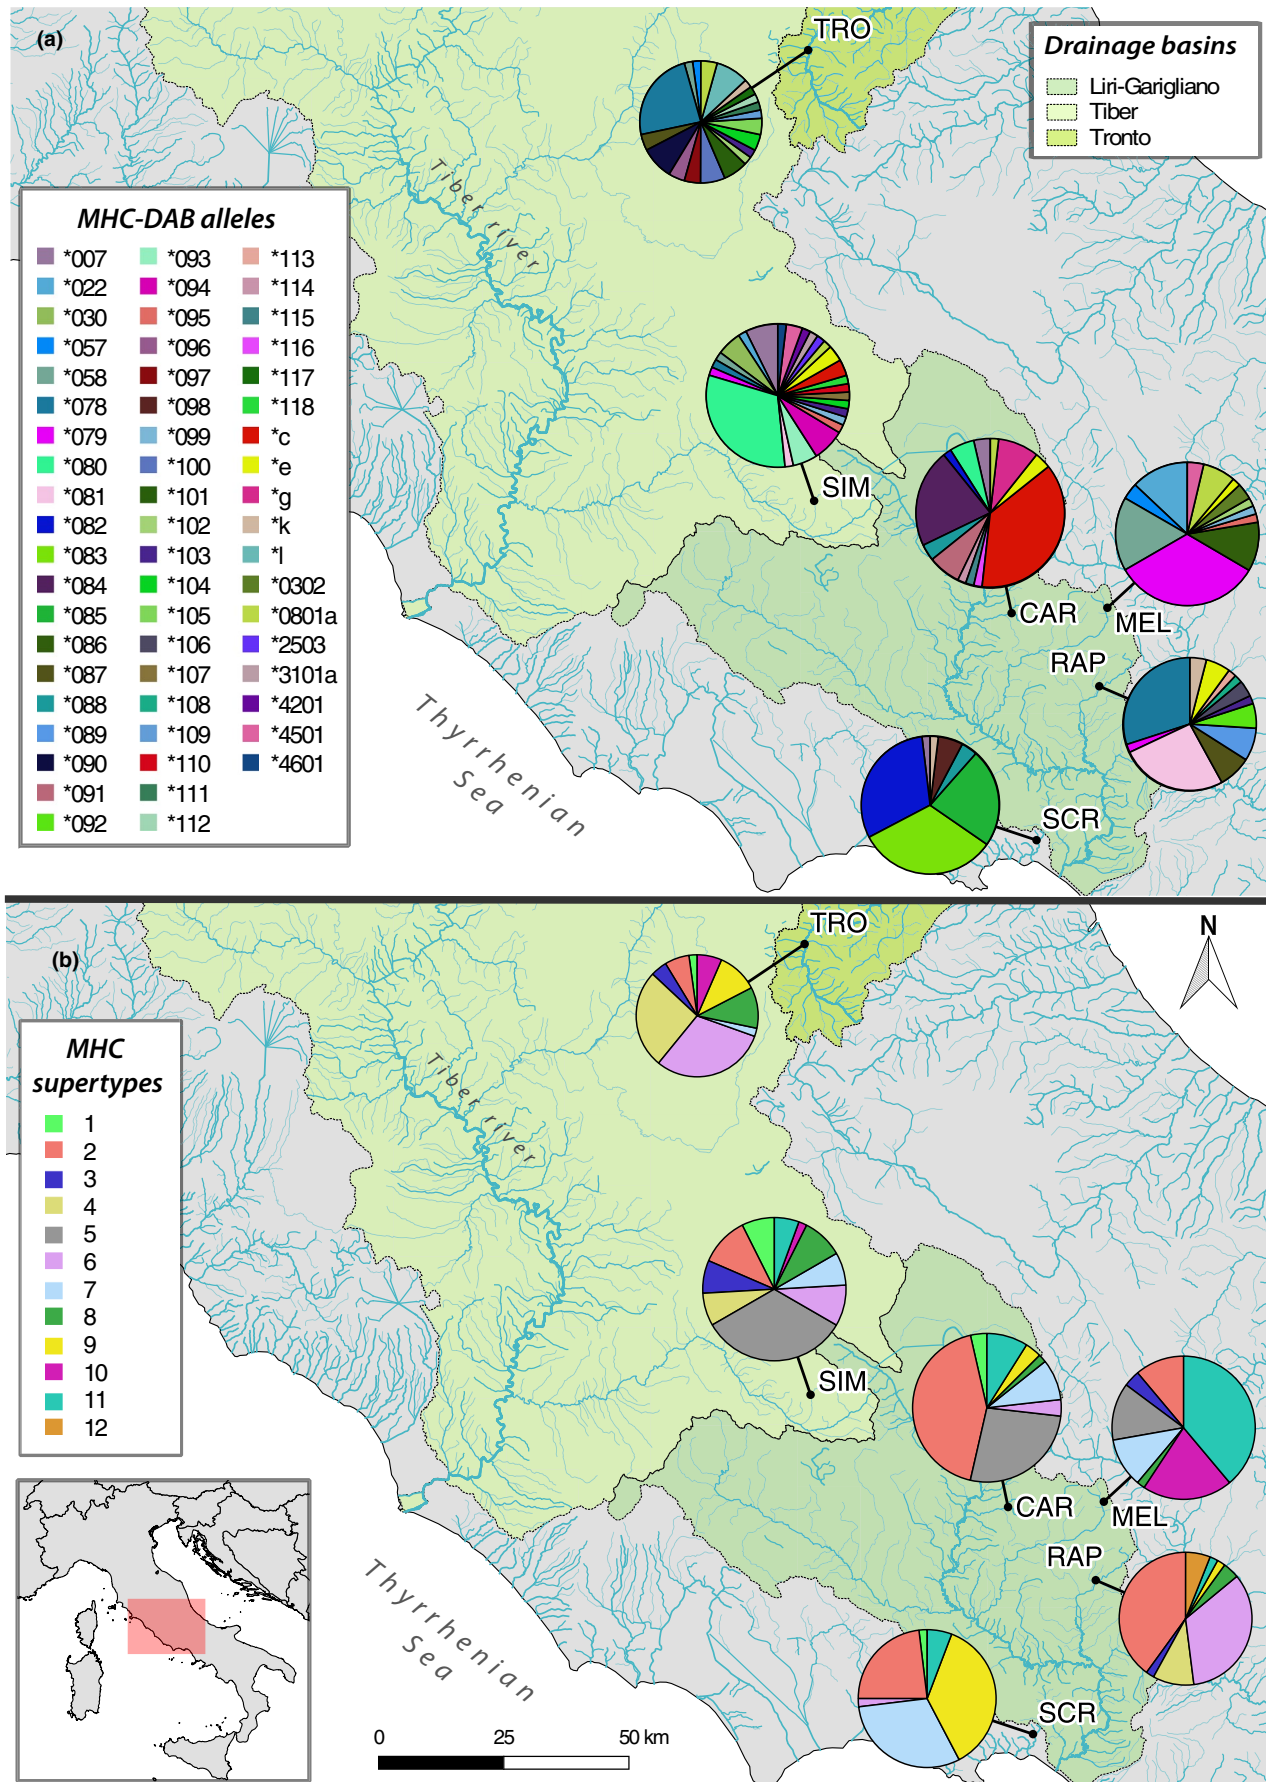 (a)
TRO
Drainage basins
Liri-Garigliano
Tiber
Tronto
Tiber river
MHC-DAB alleles
*007
*022
*030
*057
*058
*078
*079
*080
*081
*082
*083
*084
*085
*086
*087
*088
*089
*090
*091
*092
*093
*094
*095
*096
*097
*098
*099
*100
*101
*102
*103
*104
*105
*106
*107
*108
*109
*110
*111
*112
*113
*114
*115
*116
*117
*118
*c
*e
*g
*k
*l
*0302
*0801a
*2503
*3101a
*4201
*4501
*4601
SIM
CAR
MEL
RAP
SCR
Thyrrhenian
Sea
(b)
TRO
N
MHC
supertypes
1
2
3
4
5
6
7
8
9
10
11
12
Tiber river
SIM
CAR
MEL
RAP
SCR
Thyrrhenian
Sea
0 25 50 km